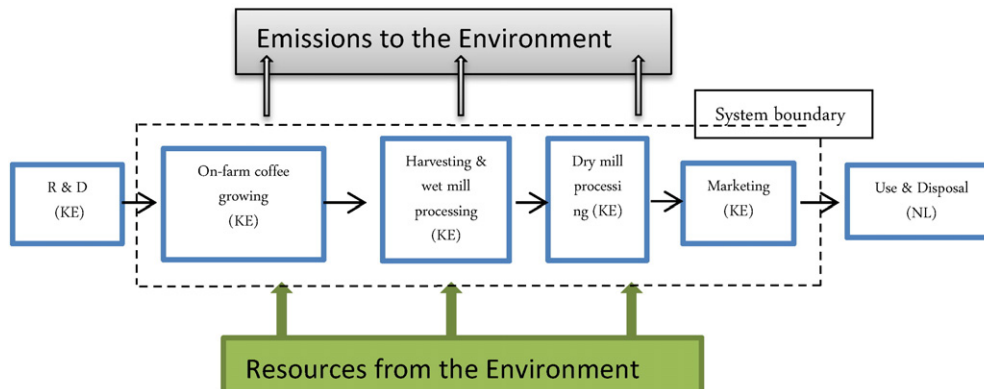 Emissions to the Environment
System boundary
R & D
(KE)
On-farm coffee
growing
(KE)
Harvesting &
wet mill
processing
(KE)
Dry mill
processi
ng (KE)
Marketing
(KE)
Use & Disposal
(NL)
Resources from the Environment